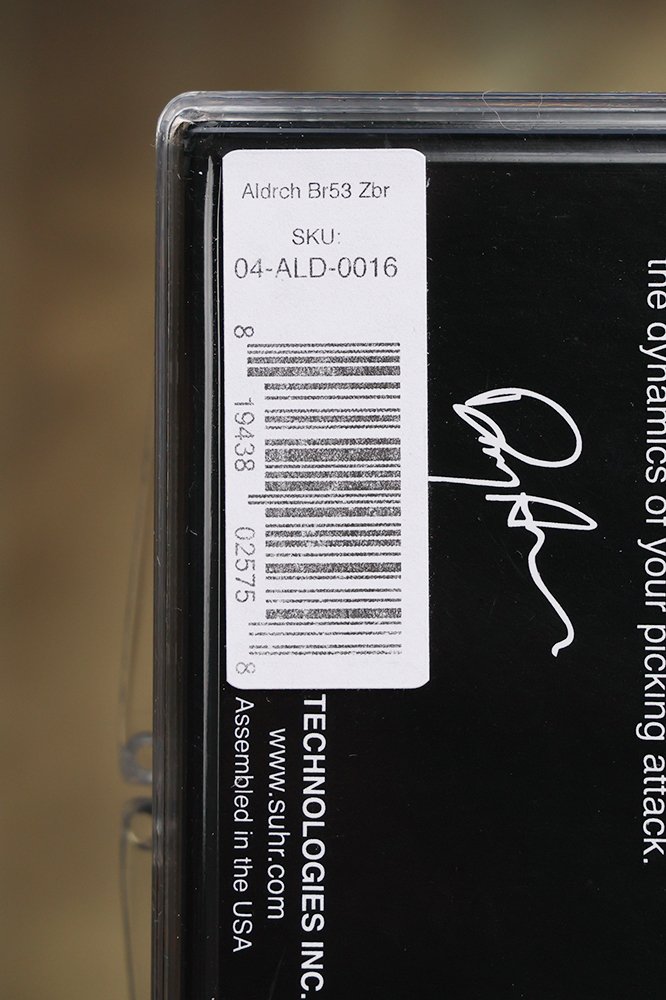 Aldrch Br53 Zbr
SKU:
04-ALD-0016
8 19438 02575 8
the dynamics of your picking attack.
TECHNOLOGIES INC.
www.suhr.com
Assembled in the USA